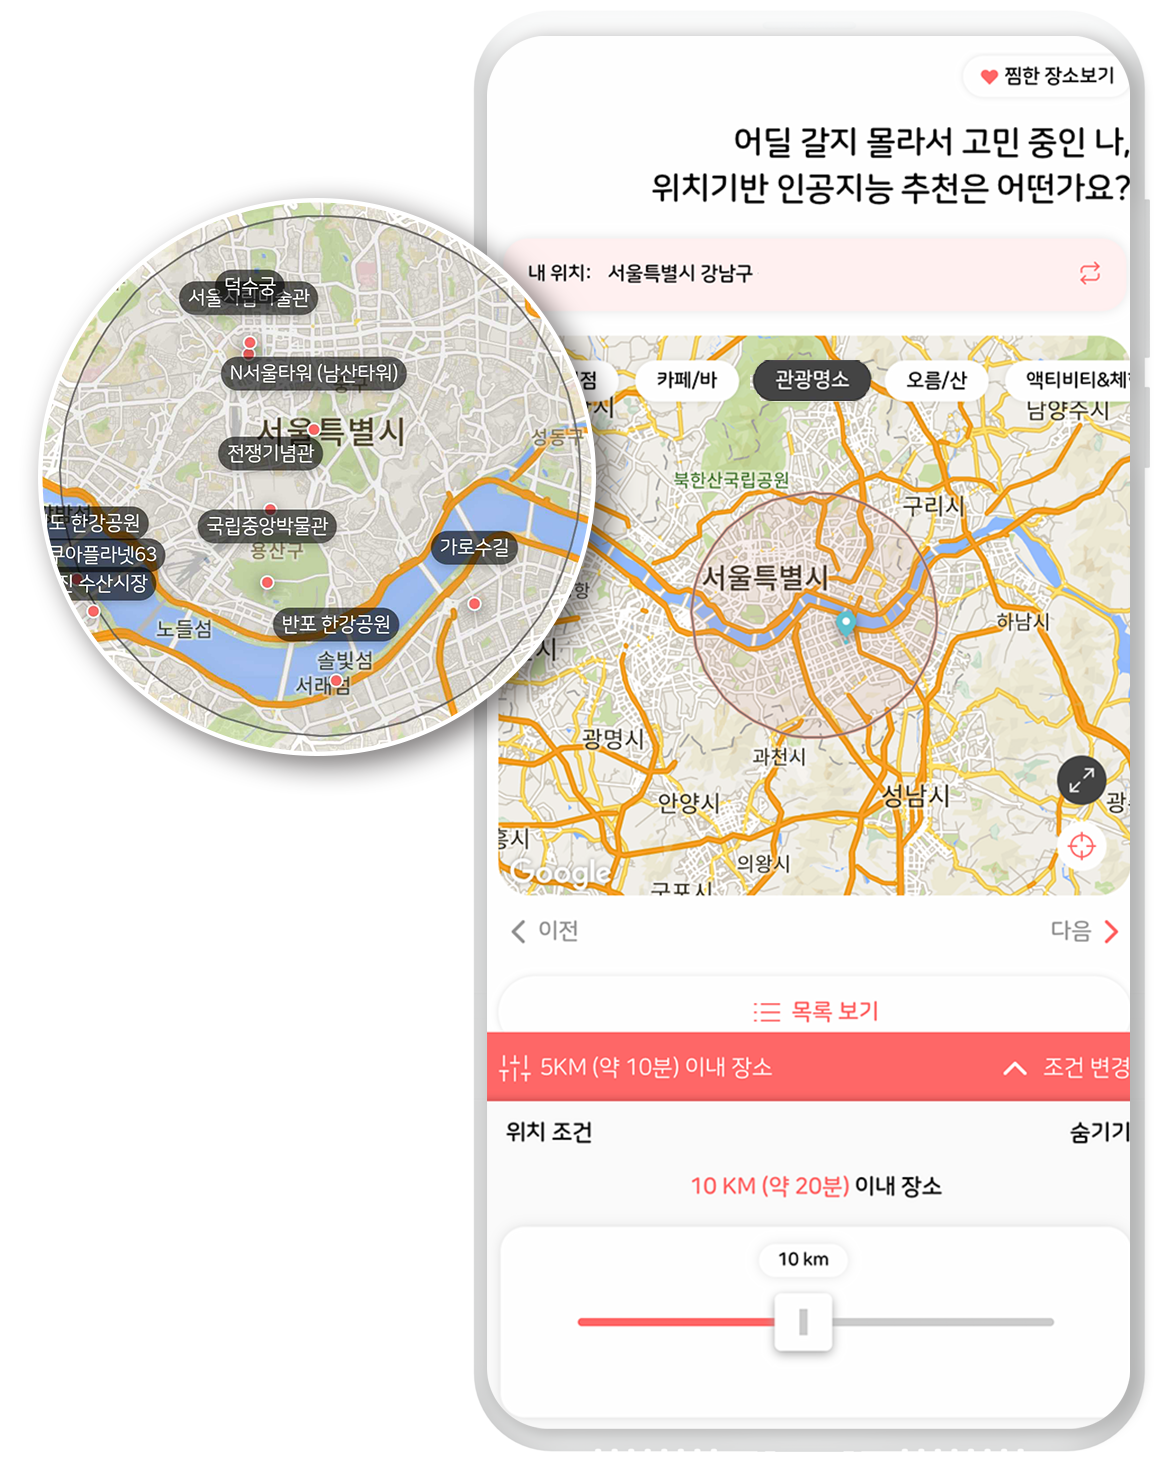 찜한 장소보기
어딜 갈지 몰라서 고민 중인 나,
위치기반 인공지능 추천은 어떤가요?
내 위치: 서울특별시 강남구
점
카페/바
관광명소
오름/산
액티비티&체
남양주시
북한산국립공원
구리시
서울특별시
하남시
광명시
과천시
안양시
성남시
의왕시
군포시
Google
덕수궁
서울시립미술관
N서울타워 (남산타워)
서울특별시
성동구
전쟁기념관
도 한강공원
국립중앙박물관
쿠아플라넷63
용산구
가로수길
진 수산시장
노들섬
반포 한강공원
솔빛섬
서래섬
이전
다음
목록 보기
5KM (약 10분) 이내 장소
조건 변경
위치 조건
숨기기
10 KM (약 20분) 이내 장소
10 km